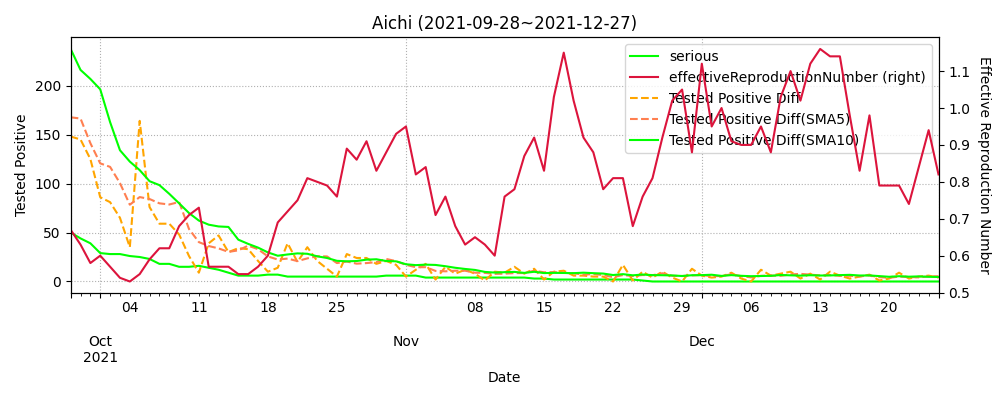 Aichi (2021-09-28~2021-12-27)
serious
effectiveReproductionNumber (right)
Tested Positive Diff
Tested Positive Diff(SMA5)
Tested Positive Diff(SMA10)
Tested Positive
200
150
100
50
0
1.1
1.0
0.9
0.8
0.7
0.6
0.5
Effective Reproduction Number
04 11 18 25 08 15 22 29 06 13 20
Oct Nov Dec
2021
Date